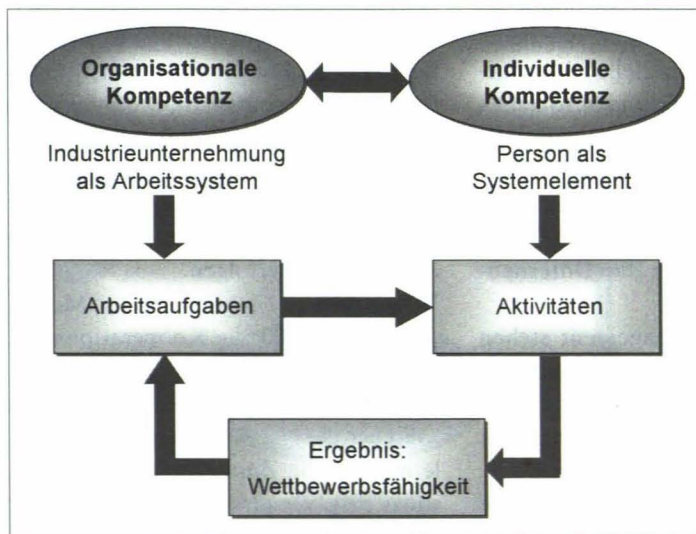 Organisationale
Kompetenz
Individuelle
Kompetenz
Industrieunternehmung
als Arbeitssystem
Person als
Systemelement
Arbeitsaufgaben
Aktivitäten
Ergebnis:
Wettbewerbsfähigkeit